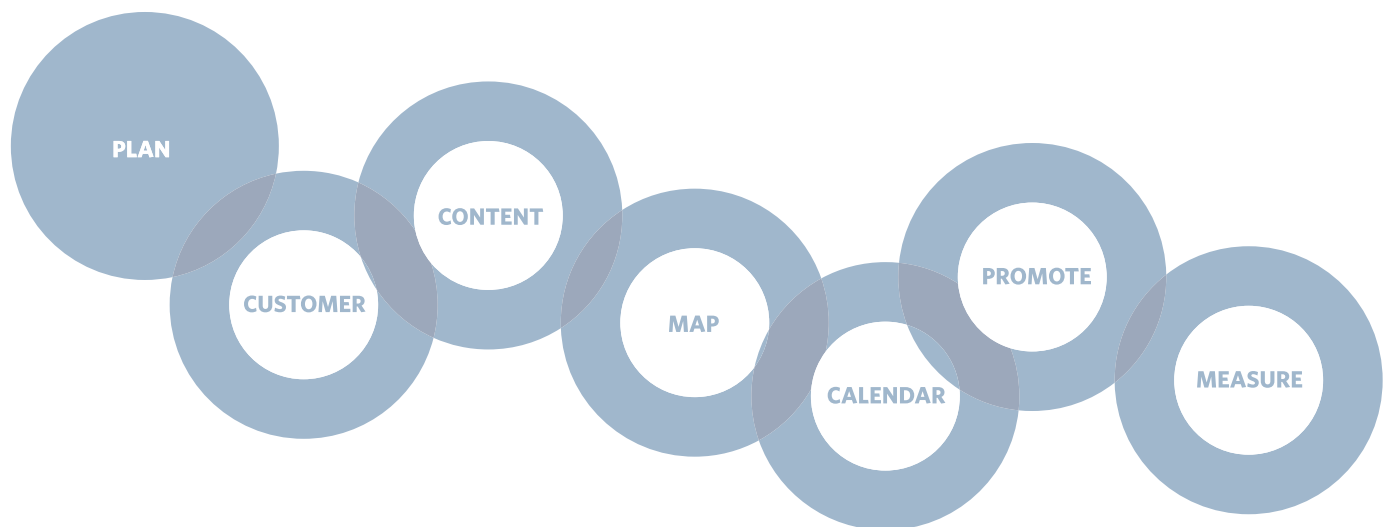 PLAN
CUSTOMER
CONTENT
MAP
CALENDAR
PROMOTE
MEASURE